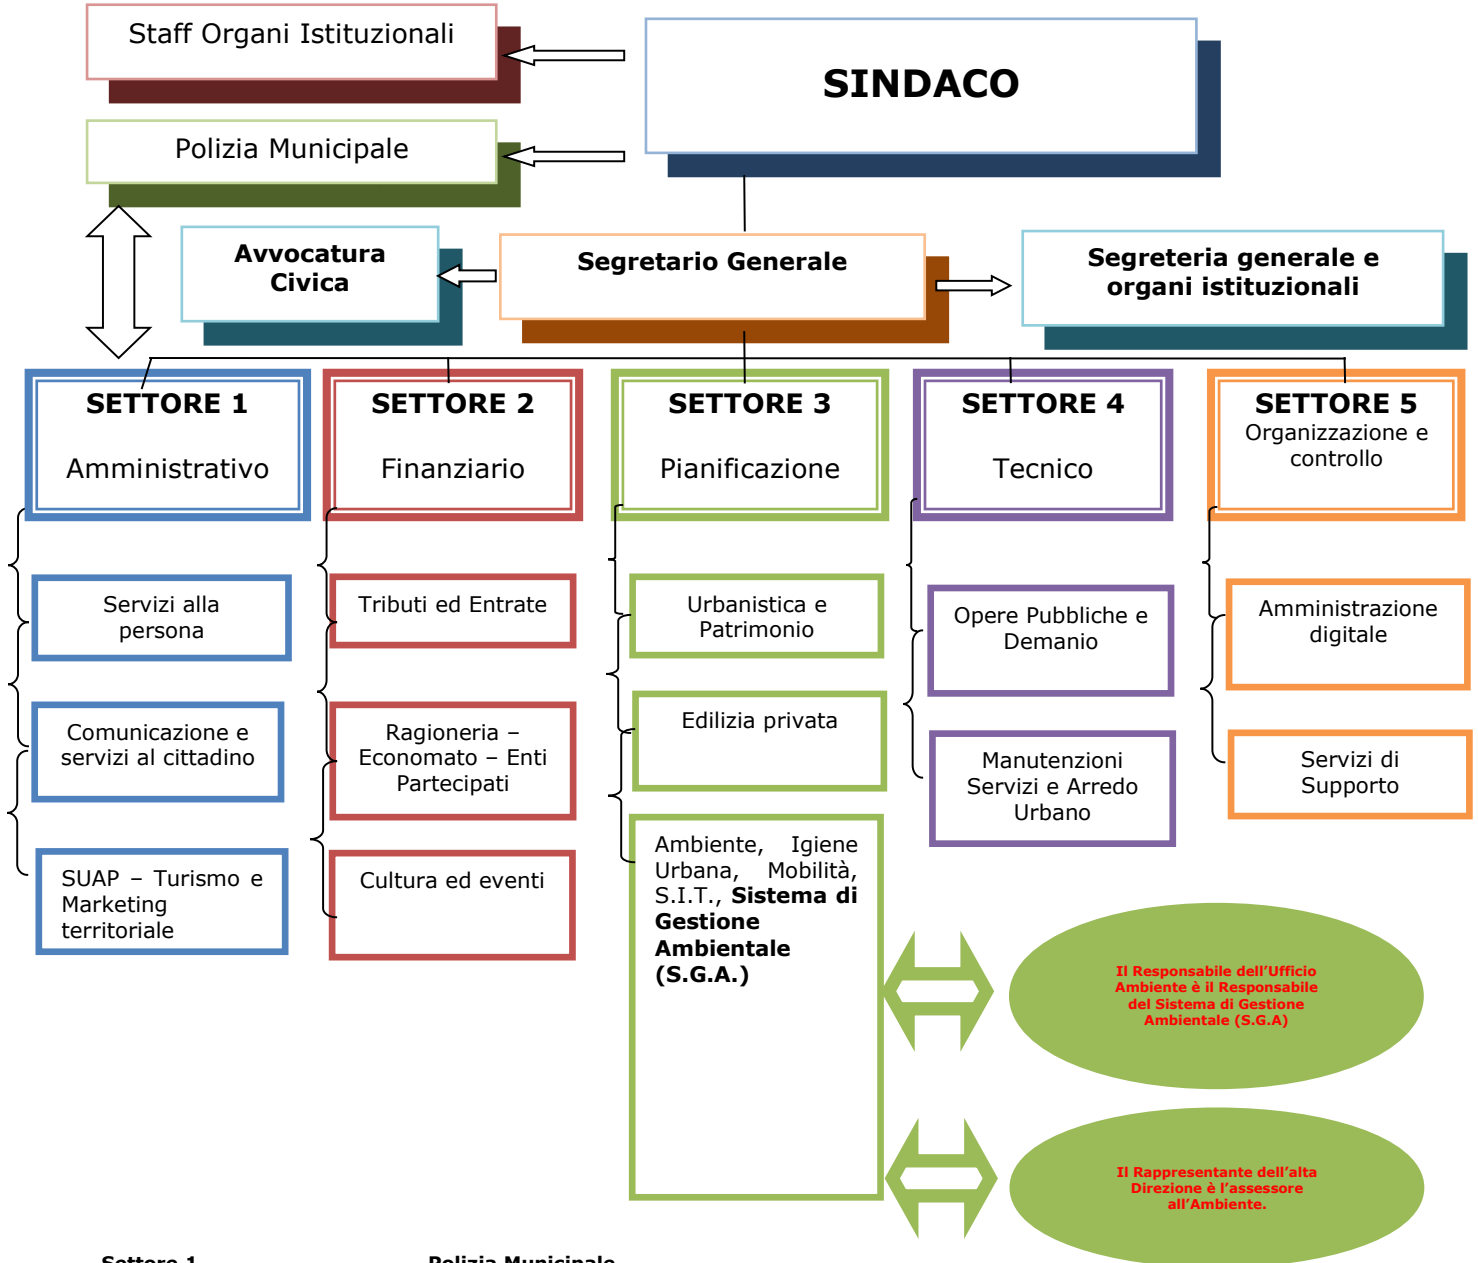 Staff Organi Istituzionali
SINDACO
Polizia Municipale
Avvocatura
Civica
Segretario Generale
Segreteria generale e
organi istituzionali
SETTORE 1
Amministrativo
SETTORE 2
Finanziario
SETTORE 3
Pianificazione
SETTORE 4
Tecnico
SETTORE 5
Organizzazione e
controllo
Servizi alla
persona
Comunicazione e
servizi al cittadino
SUAP – Turismo e
Marketing
territoriale
Tributi ed Entrate
Ragioneria –
Economato – Enti
Partecipati
Cultura ed eventi
Urbanistica e
Patrimonio
Edilizia privata
Ambiente, Igiene
Urbana, Mobilità,
S.I.T., Sistema di
Gestione
Ambientale
(S.G.A.)
Opere Pubbliche e
Demanio
Manutenzioni
Servizi e Arredo
Urbano
Amministrazione
digitale
Servizi di
Supporto
Il Responsabile dell’Ufficio
Ambiente è il Responsabile
del Sistema di Gestione
Ambientale (S.G.A)
Il Rappresentante dell’alta
Direzione è l’assessore
all’Ambiente.
Settore 1
Polizia Municipale